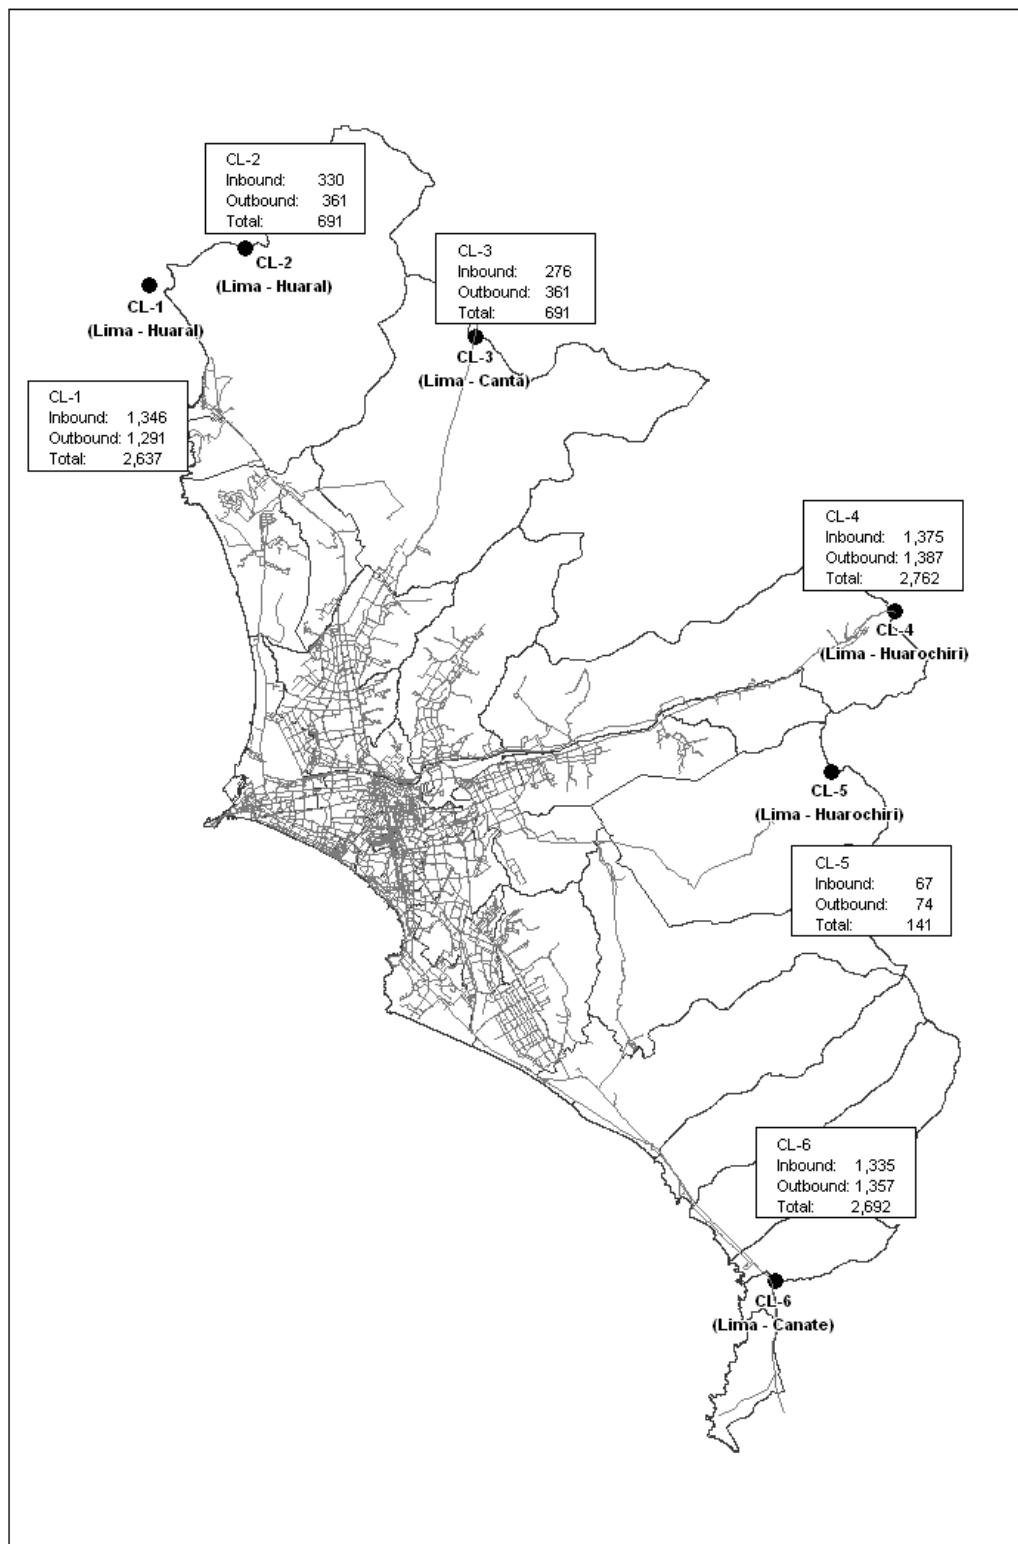 CL-2
Inbound: 330
Outbound: 361
Total: 691
CL-2
(Lima - Huaral)
CL-3
Inbound: 276
Outbound: 361
Total: 691
CL-3
(Lima - Canta)
CL-1
(Lima - Huaral)
CL-1
Inbound: 1,346
Outbound: 1,291
Total: 2,637
CL-4
Inbound: 1,375
Outbound: 1,387
Total: 2,762
CL-4
(Lima - Huarochiri)
CL-5
(Lima - Huarochiri)
CL-5
Inbound: 67
Outbound: 74
Total: 141
CL-6
Inbound: 1,335
Outbound: 1,357
Total: 2,692
CL-6
(Lima - Canate)